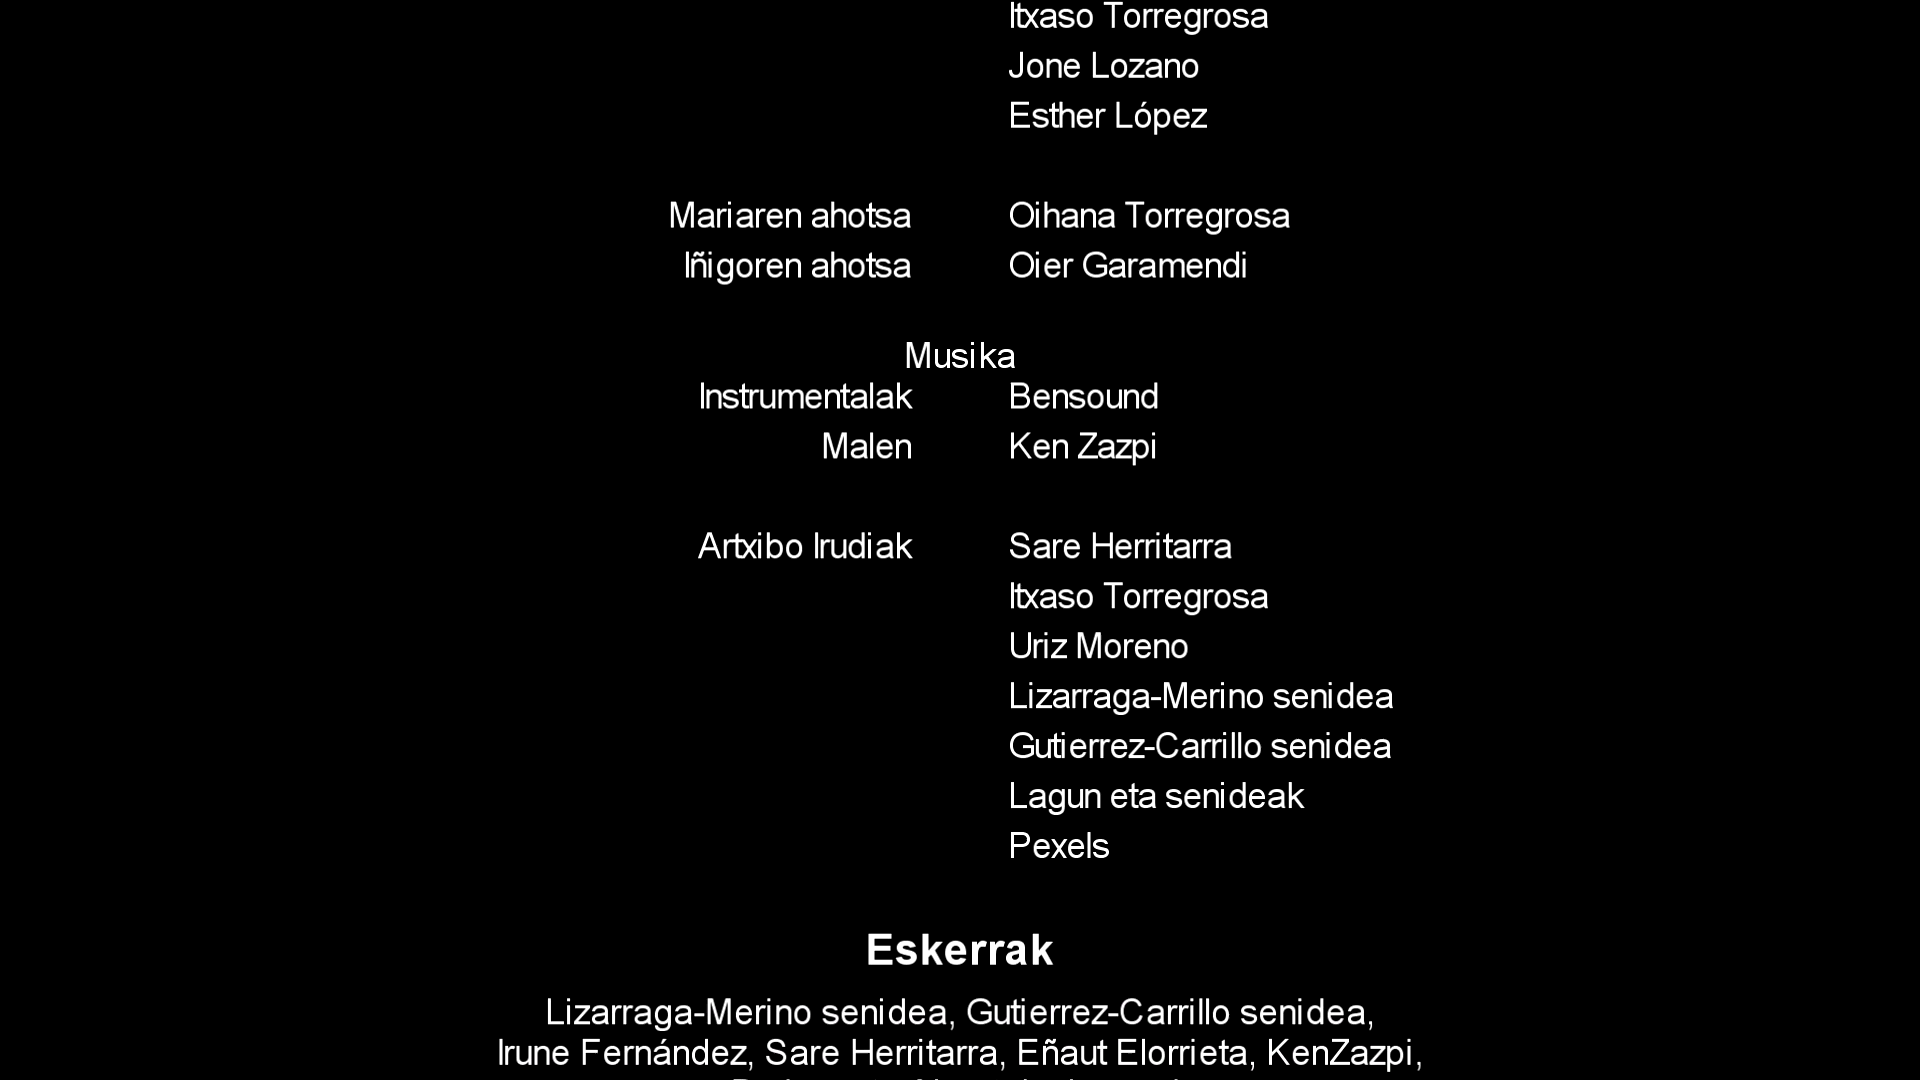 Itxaso Torregrosa
Jone Lozano
Esther López
Mariaren ahotsa Oihana Torregrosa
Iñigoren ahotsa Oier Garamendi
Musika
Instrumentalak Bensound
Malen Ken Zazpi
Artxibo Irudiak Sare Herritarra
Itxaso Torregrosa
Uriz Moreno
Lizarraga-Merino senidea
Gutierrez-Carrillo senidea
Lagun eta senideak
Pexels
Eskerrak
Lizarraga-Merino senidea, Gutierrez-Carrillo senidea,
Irune Fernández, Sare Herritarra, Eñaut Elorrieta, KenZazpi,